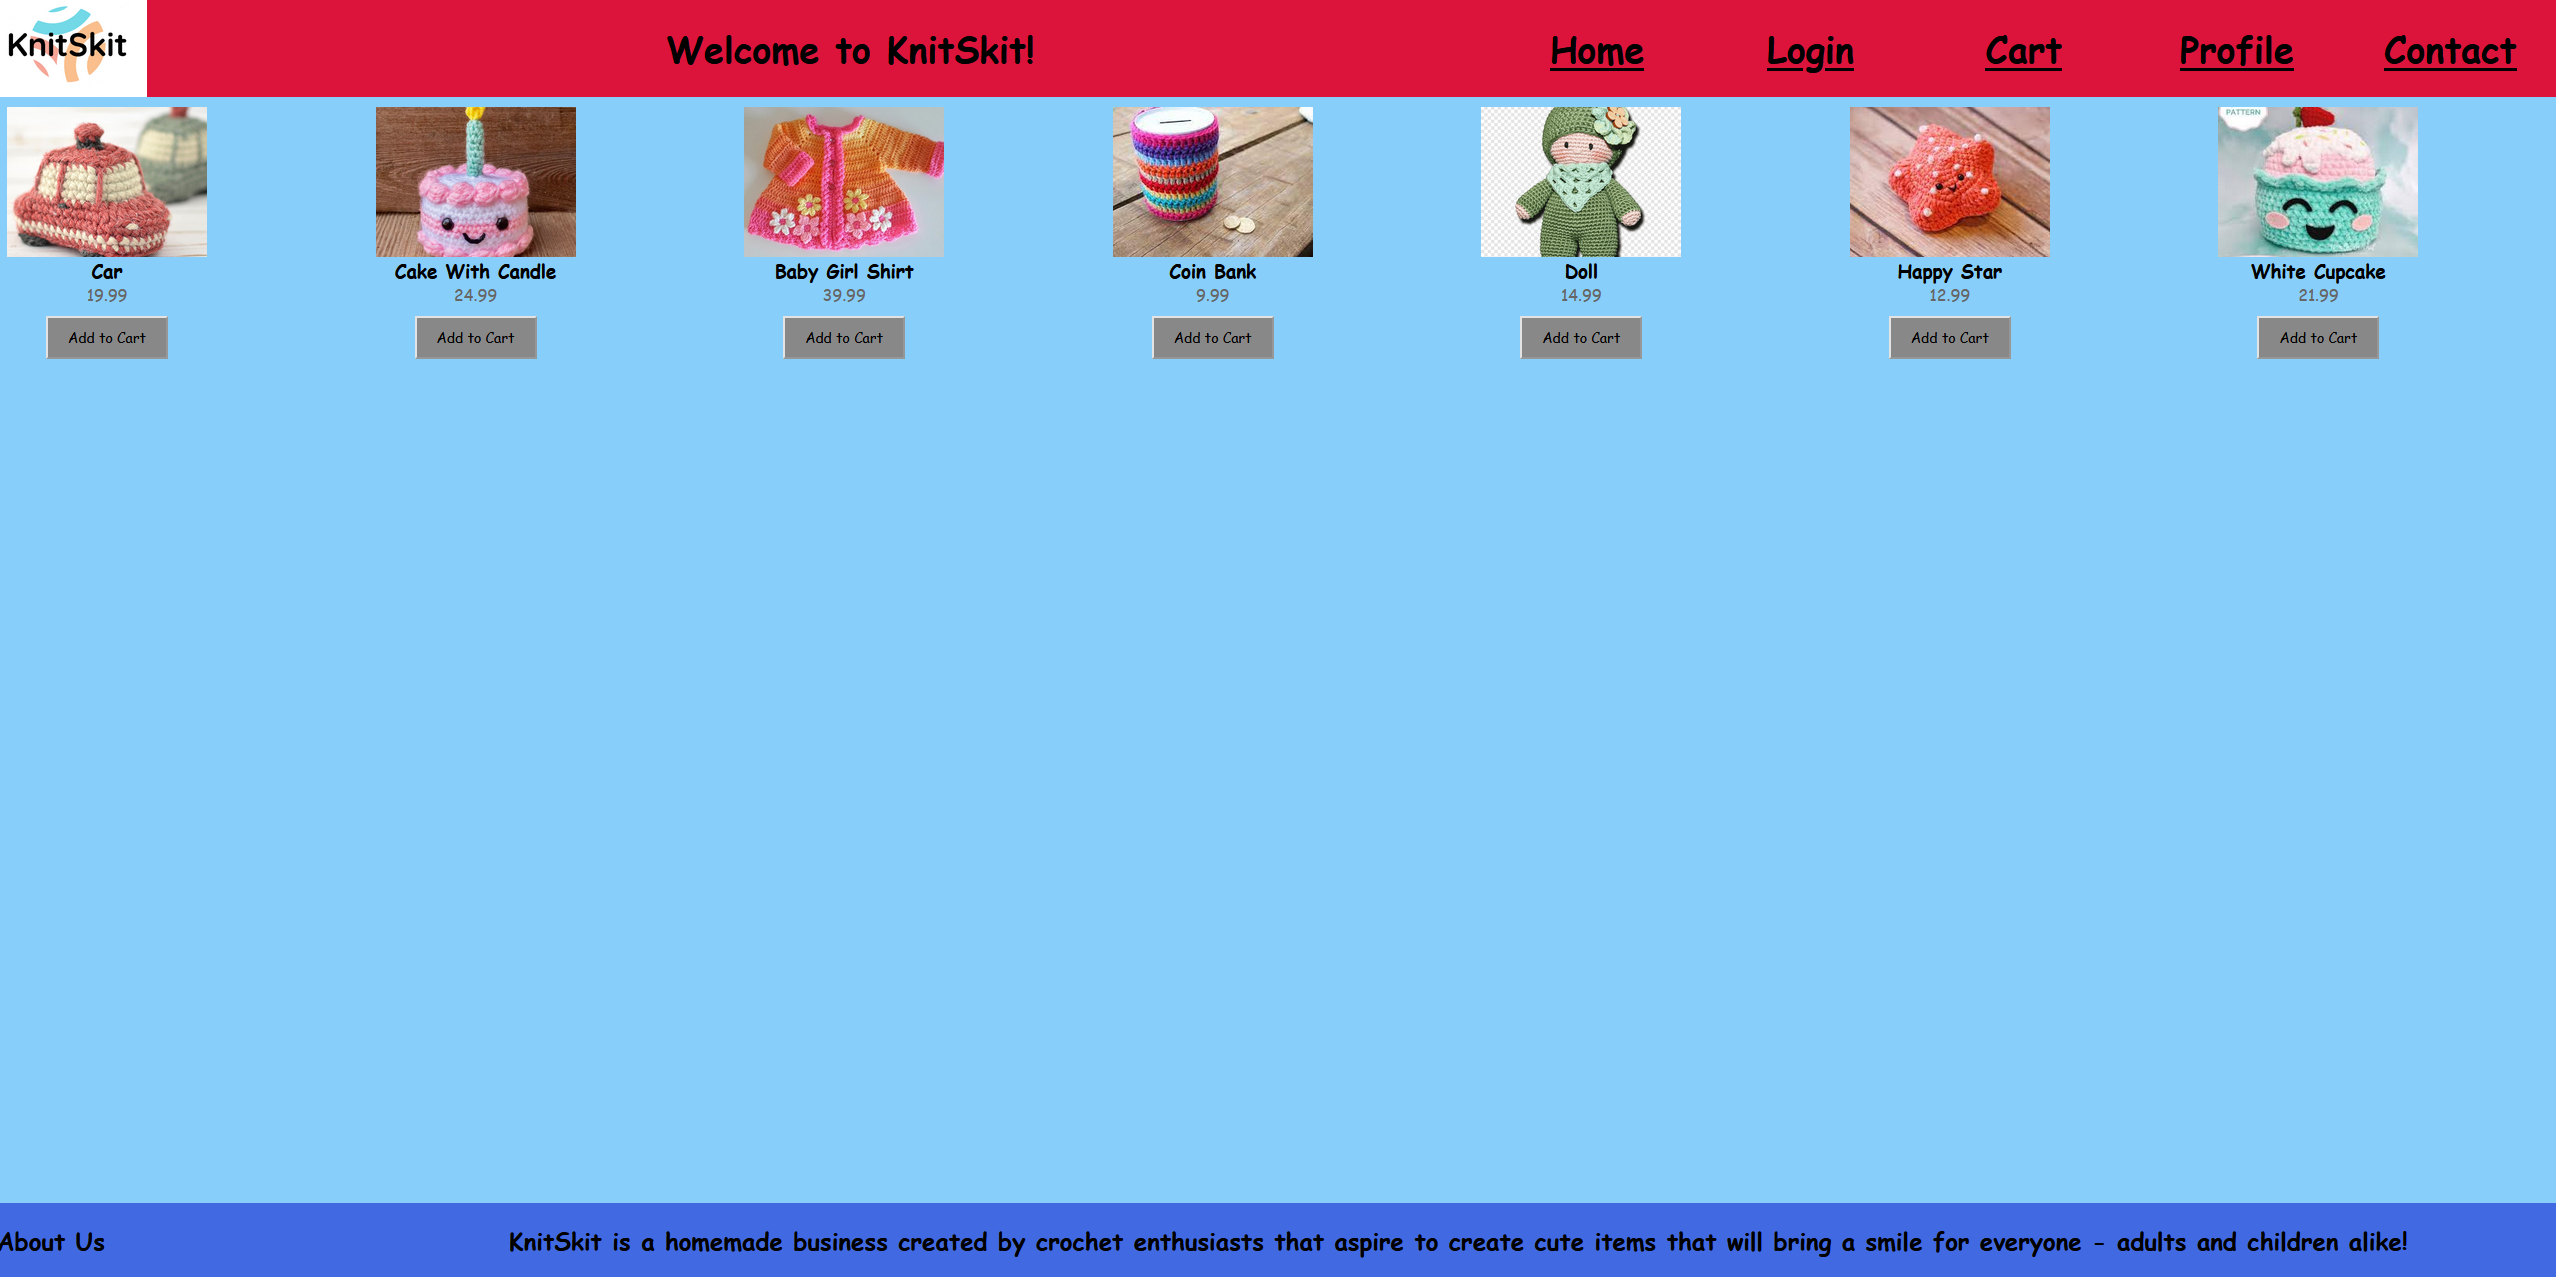 KnitSkit
Welcome to KnitSkit!
Home
Login
Cart
Profile
Contact
PATTERN
Car
19.99
Add to Cart
Cake With Candle
24.99
Add to Cart
Baby Girl Shirt
39.99
Add to Cart
Coin Bank
9.99
Add to Cart
Doll
14.99
Add to Cart
Happy Star
12.99
Add to Cart
White Cupcake
21.99
Add to Cart
About Us
KnitSkit is a homemade business created by crochet enthusiasts that aspire to create cute items that will bring a smile for everyone - adults and children alike!